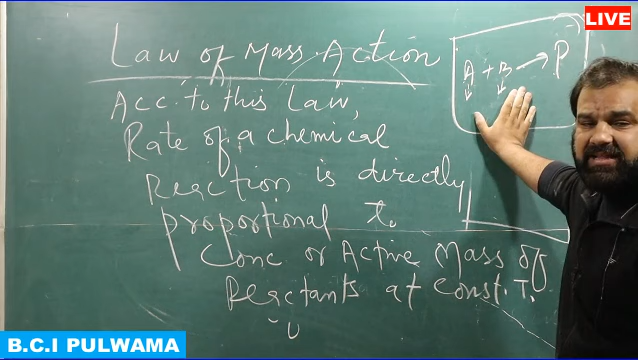 LIVE
Law of Mass Action
A + B → P
Acc. to this Law,
Rate of a chemical
Reaction is directly
proportional to
Conc or Active Mass of
Reactants at const. T.
B.C.I PULWAMA